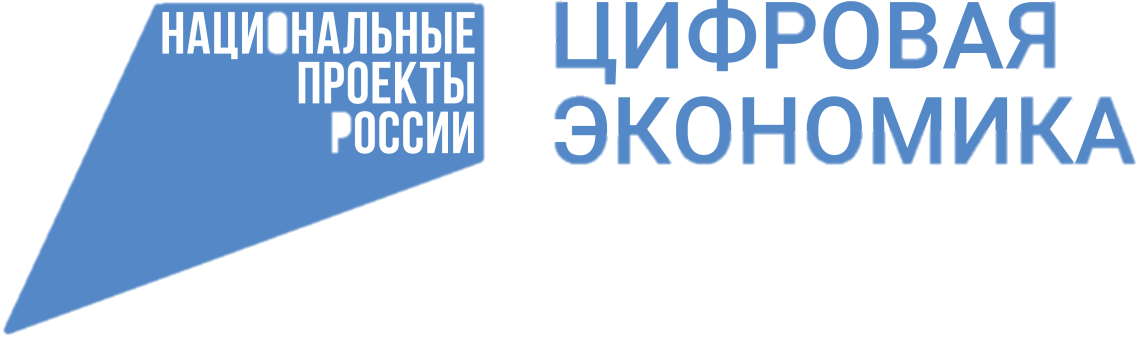 НАЦИОНАЛЬНЫЕ
ПРОЕКТЫ
РОССИИ
ЦИФРОВАЯ
ЭКОНОМИКА